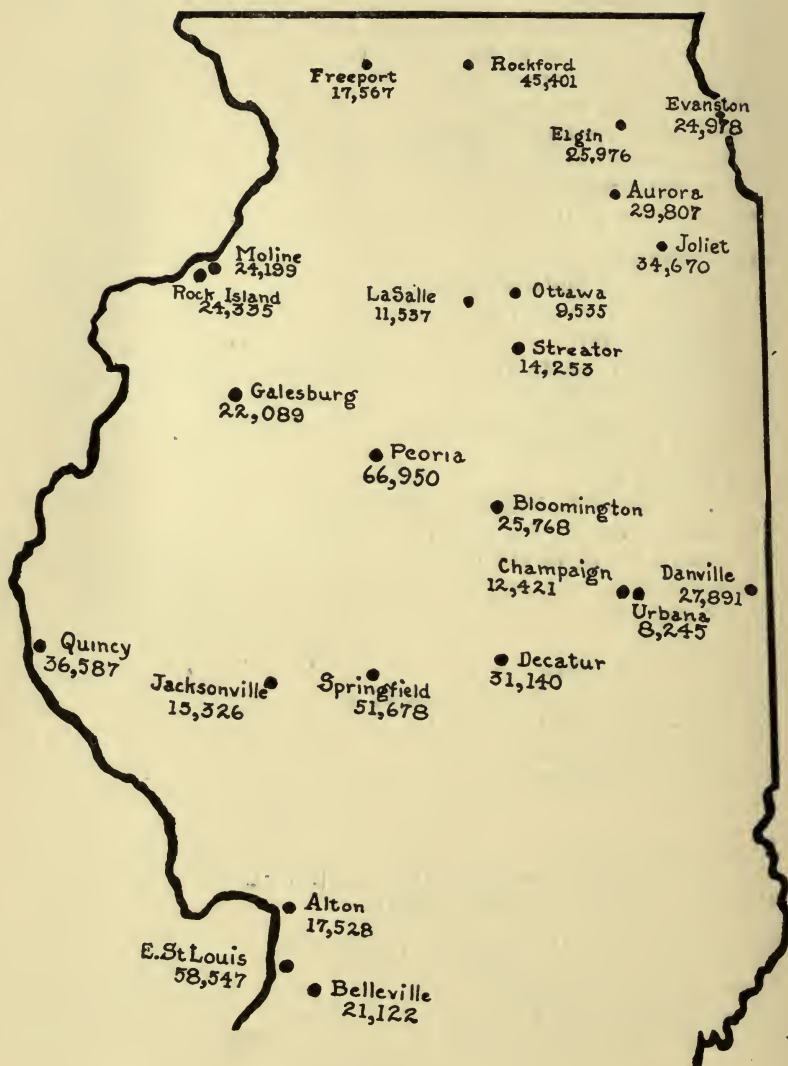 Freeport
17,567
Rockford
45,401
Evanston
24,978
Elgin
25,976
Aurora
29,807
Joliet
34,670
Moline
24,199
Rock Island
24,335
LaSalle
11,537
Ottawa
9,535
Streator
14,253
Galesburg
22,089
Peoria
66,950
Bloomington
25,768
Champaign
12,421
Urbana
8,245
Danville
27,891
Quincy
36,587
Jacksonville
15,326
Springfield
51,678
Decatur
31,140
Alton
17,528
E.St Louis
58,547
Belleville
21,122